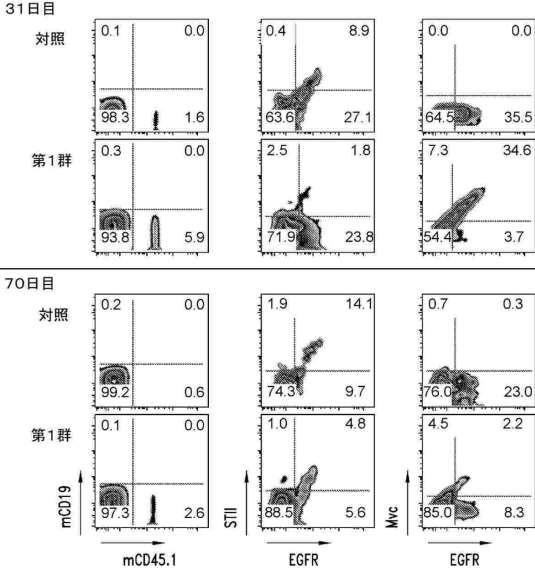 31日目
対照
0.1 0.0
98.3 1.6
0.4 8.9
63.6 27.1
0.0 0.0
64.5 35.5
第1群
0.3 0.0
93.8 5.9
2.5 1.8
71.9 23.8
7.3 34.6
54.4 3.7
70日目
対照
0.2 0.0
99.2 0.6
1.9 14.1
74.3 9.7
0.7 0.3
76.0 23.0
第1群
0.1 0.0
97.3 2.6
1.0 4.8
88.5 5.6
4.5 2.2
85.0 8.3
mCD19
STII
Mvc
mCD45.1
EGFR
EGFR